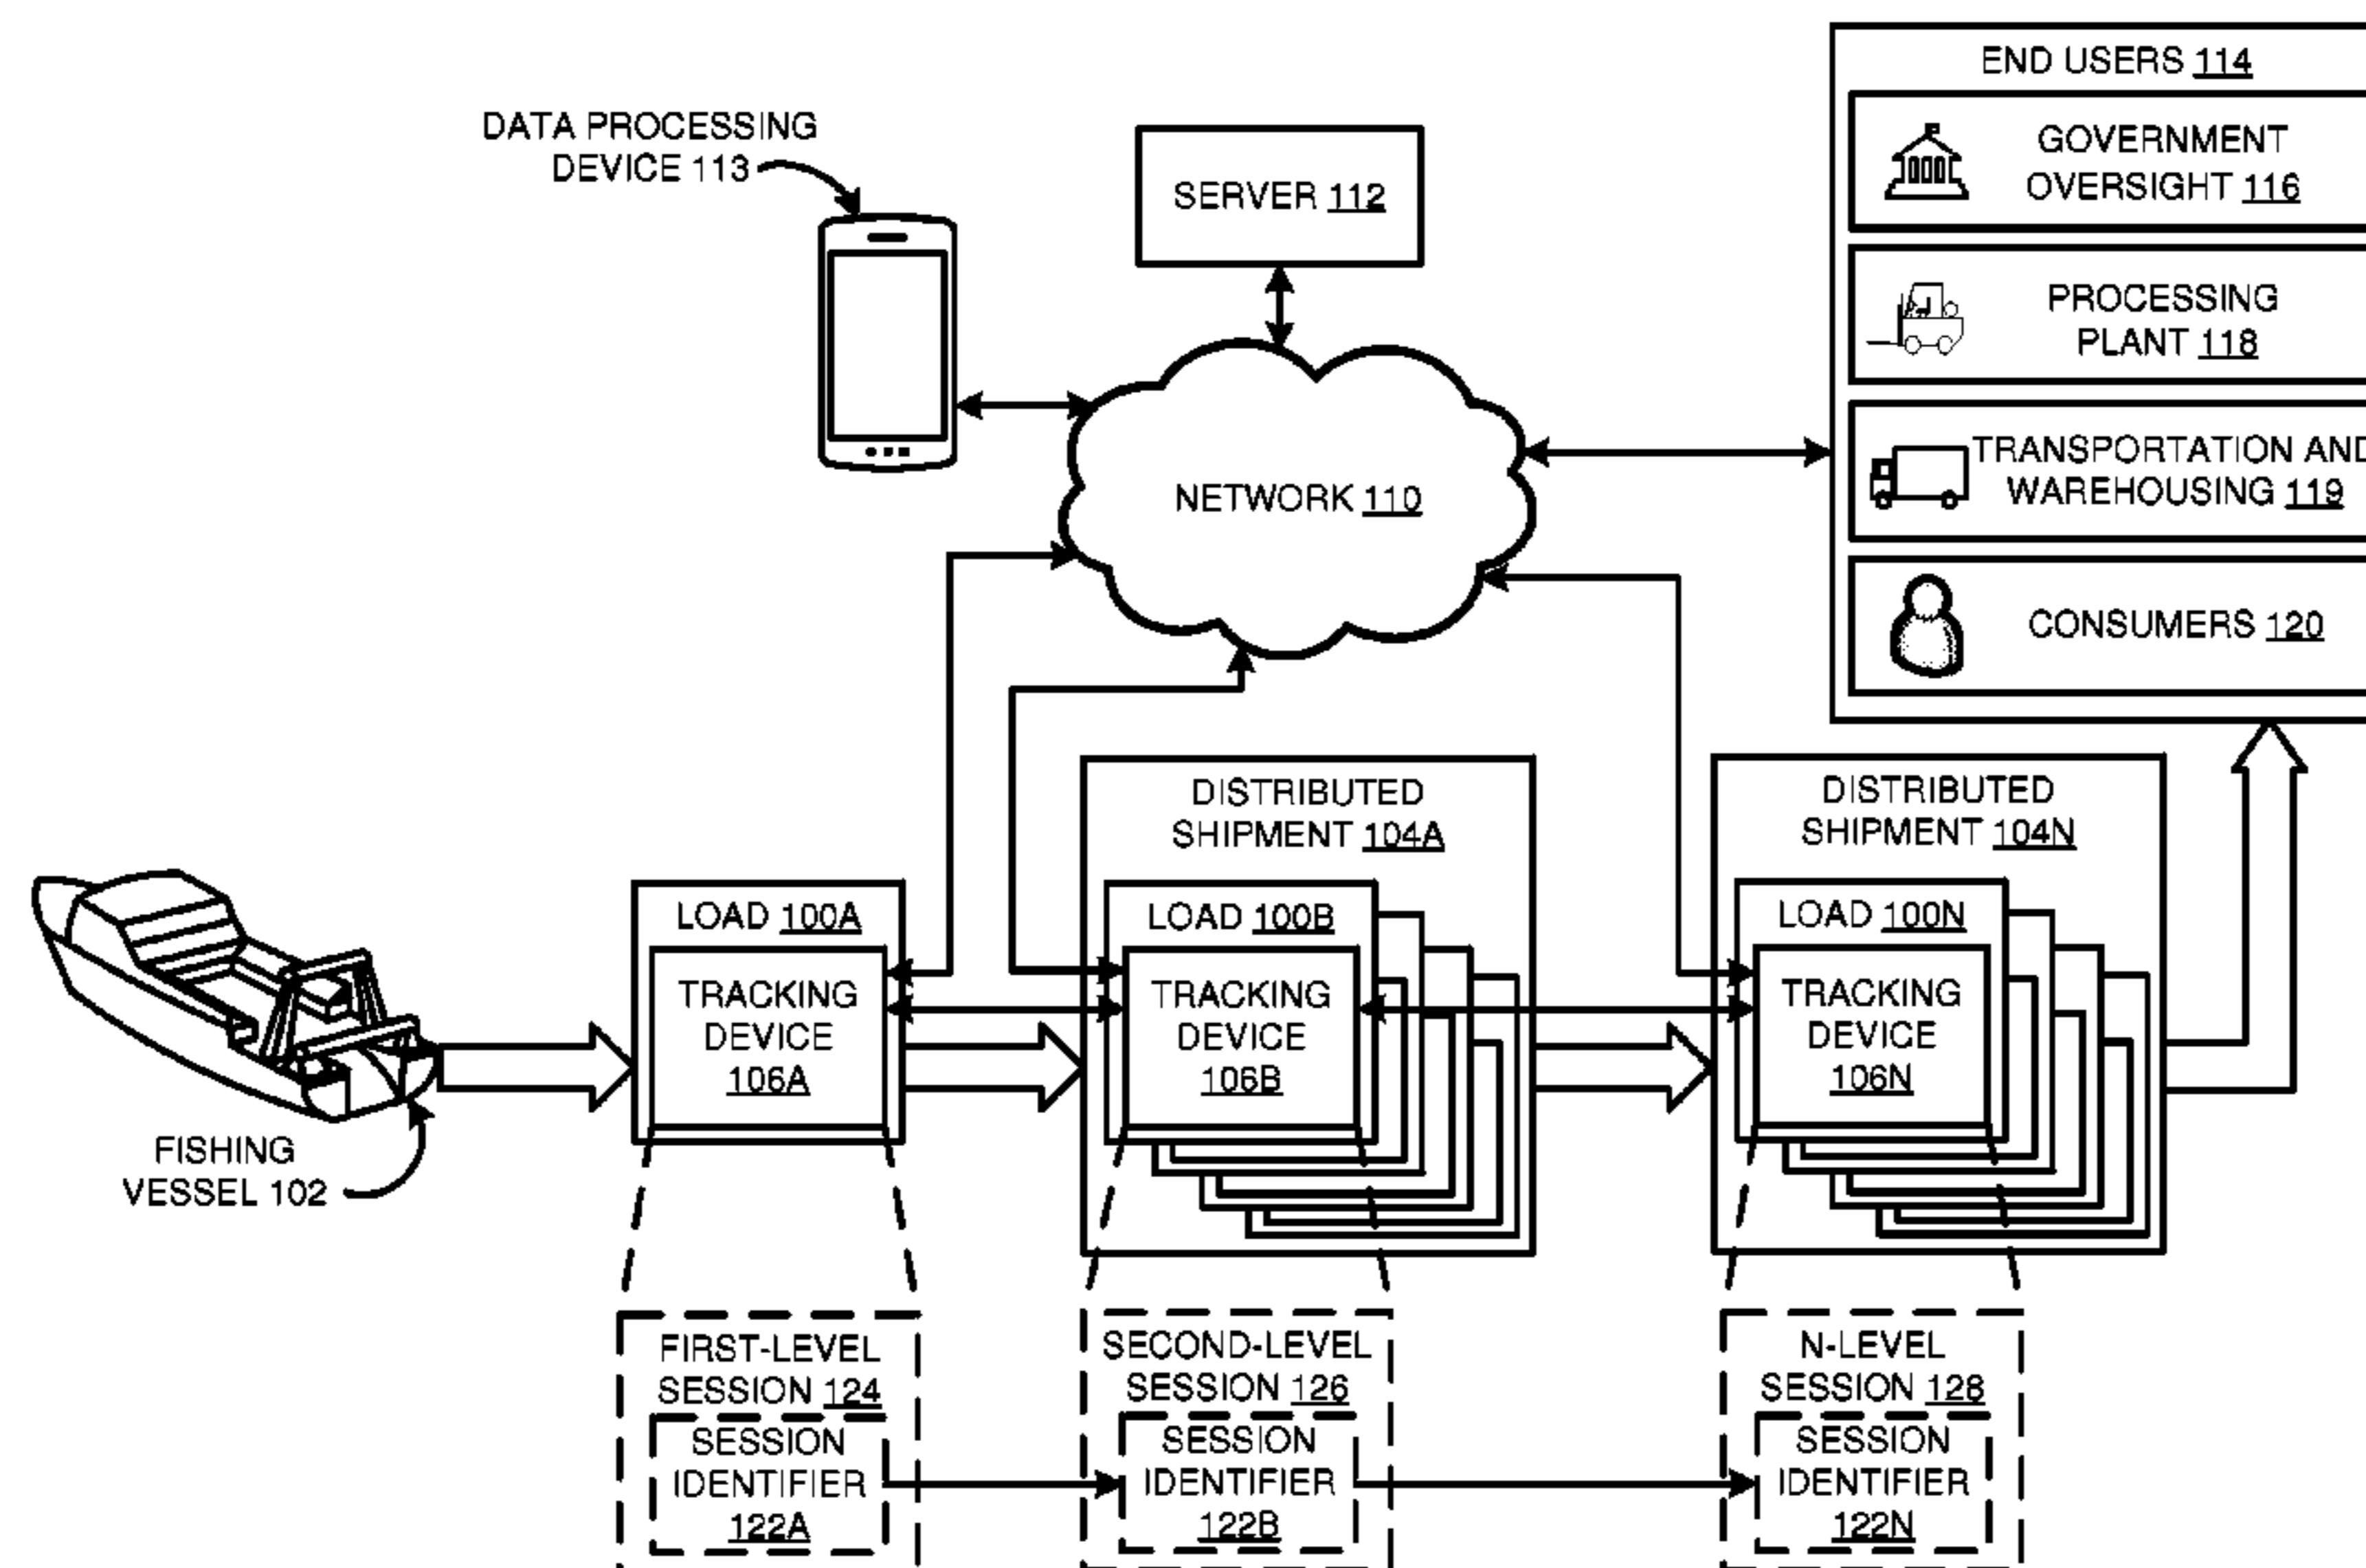 END USERS 114
DATA PROCESSING
DEVICE 113
SERVER 112
GOVERNMENT
OVERSIGHT 116
PROCESSING
PLANT 118
TRANSPORTATION AND
WAREHOUSING 119
NETWORK 110
CONSUMERS 120
DISTRIBUTED
SHIPMENT 104A
DISTRIBUTED
SHIPMENT 104N
LOAD 100A
TRACKING
DEVICE
106A
LOAD 100B
TRACKING
DEVICE
106B
LOAD 100N
TRACKING
DEVICE
106N
FISHING
VESSEL 102
FIRST-LEVEL
SESSION 124
SESSION
IDENTIFIER
122A
SECOND-LEVEL
SESSION 126
SESSION
IDENTIFIER
122B
N-LEVEL
SESSION 128
SESSION
IDENTIFIER
122N